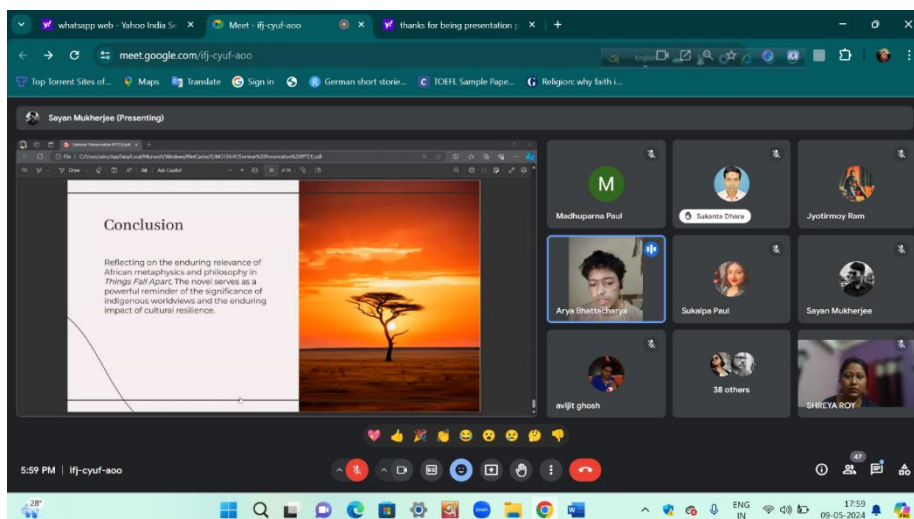 whatsapp web - Yahoo India Se
Meet - ifj-cyuf-aoo
thanks for being presentation p
meet.google.com/ifj-cyuf-aoo
Top Torrent Sites of...
Maps
Translate
Sign in
German short storie...
TOEFL Sample Pape...
Religion: why faith i...
Sayan Mukherjee (Presenting)
Draw
Ask Copilot
Conclusion
Reflecting on the enduring relevance of
African metaphysics and philosophy in
Things Fall Apart. The novel serves as a
powerful reminder of the significance of
indigenous worldviews and the enduring
impact of cultural resilience.
M
Madhuparna Paul
Sukanta Dhara
Jyotirmoy Ram
Arya Bhattacharya
Sukalpa Paul
Sayan Mukherjee
avijit ghosh
38 others
SHREYA ROY
5:59 PM | ifj-cyuf-aoo
47
28°
ENG
IN
17:59
09-05-2024